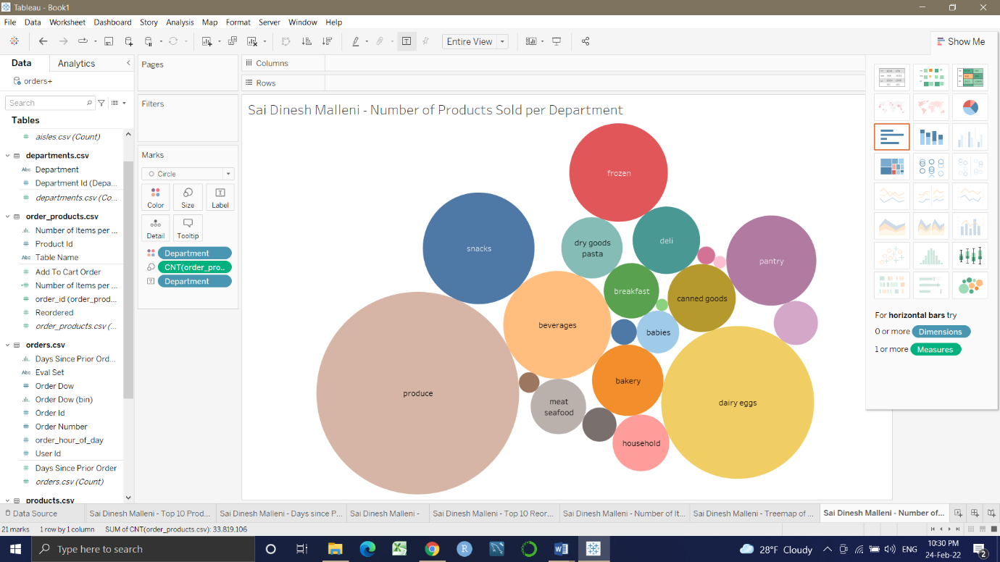 Tableau - Book1
File Data Worksheet Dashboard Story Analysis Map Format Server Window Help
Entire View
Show Me
Data
Analytics
orders+
Search
Tables
aisles.csv (Count)
departments.csv
Abc Department
Department Id (Depa...
departments.csv (Co...
order_products.csv
Number of Items per ...
Product Id
Abc Table Name
Add To Cart Order
Number of Items per ...
order_id (order_prod...
Reordered
order_products.csv (...
orders.csv
Days Since Prior Ord...
Abc Eval Set
Order Dow
Order Dow (bin)
Order Id
Order Number
order_hour_of_day
User Id
Days Since Prior Order
orders.csv (Count)
products.csv
Pages
Filters
Marks
Circle
Color
Size
Label
Detail
Tooltip
Department
CNT(order_pro..
Department
Columns
Rows
Sai Dinesh Malleni - Number of Products Sold per Department
frozen
snacks
dry goods
pasta
deli
pantry
breakfast
canned goods
beverages
babies
bakery
produce
meat
seafood
dairy eggs
household
For horizontal bars try
0 or more Dimensions
1 or more Measures
Data Source
Sai Dinesh Malleni - Top 10 Prod...
Sai Dinesh Malleni - Days since P...
Sai Dinesh Malleni -
Sai Dinesh Malleni - Top 10 Reor...
Sai Dinesh Malleni - Number of It...
Sai Dinesh Malleni - Treemap of ...
Sai Dinesh Malleni - Number of...
21 marks 1 row by 1 column SUM of CNT(order_products.csv): 33,819,106
Type here to search
28°F Cloudy
ENG
10:30 PM
24-Feb-22
2